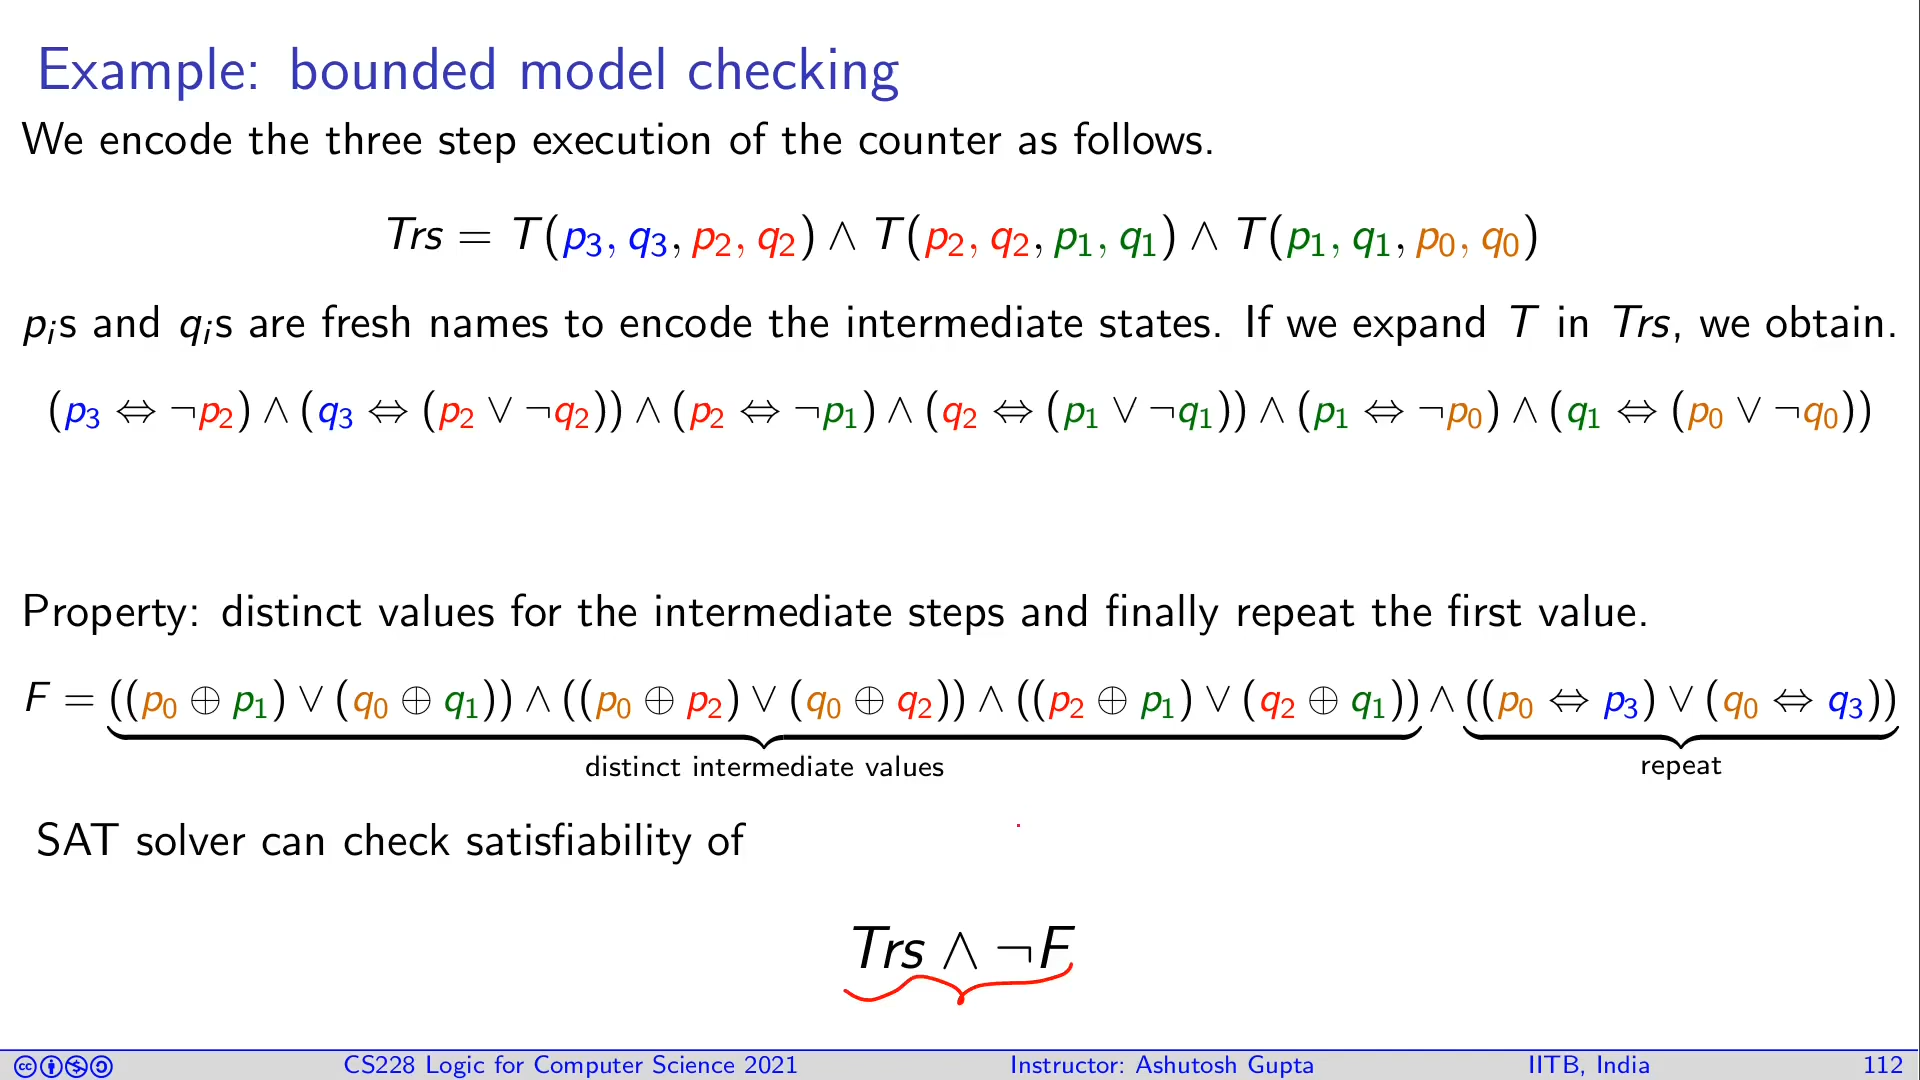 Example: bounded model checking
We encode the three step execution of the counter as follows.
Trs = T(p₃, q₃, p₂, q₂) ∧ T(p₂, q₂, p₁, q₁) ∧ T(p₁, q₁, p₀, q₀)
pᵢs and qᵢs are fresh names to encode the intermediate states. If we expand T in Trs, we obtain.
(p₃ ⇔ ¬p₂) ∧ (q₃ ⇔ (p₂ ∨ ¬q₂)) ∧ (p₂ ⇔ ¬p₁) ∧ (q₂ ⇔ (p₁ ∨ ¬q₁)) ∧ (p₁ ⇔ ¬p₀) ∧ (q₁ ⇔ (p₀ ∨ ¬q₀))
Property: distinct values for the intermediate steps and finally repeat the first value.
F = ((p₀ ⊕ p₁) ∨ (q₀ ⊕ q₁)) ∧ ((p₀ ⊕ p₂) ∨ (q₀ ⊕ q₂)) ∧ ((p₂ ⊕ p₁) ∨ (q₂ ⊕ q₁)) ∧ ((p₀ ⇔ p₃) ∨ (q₀ ⇔ q₃))
distinct intermediate values repeat
SAT solver can check satisfiability of
Trs ∧ ¬F
CS228 Logic for Computer Science 2021 Instructor: Ashutosh Gupta IITB, India 112